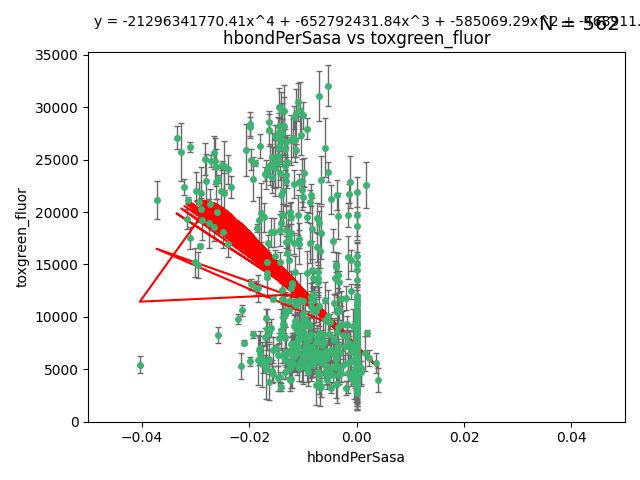 y = -21296341770.41x^4 + -652792431.84x^3 + -585069.29x^2 +
N = 562
hbondPerSasa vs toxgreen_fluor
35000
30000
25000
20000
15000
10000
5000
0
toxgreen_fluor
−0.04
−0.02
0.00
0.02
0.04
hbondPerSasa